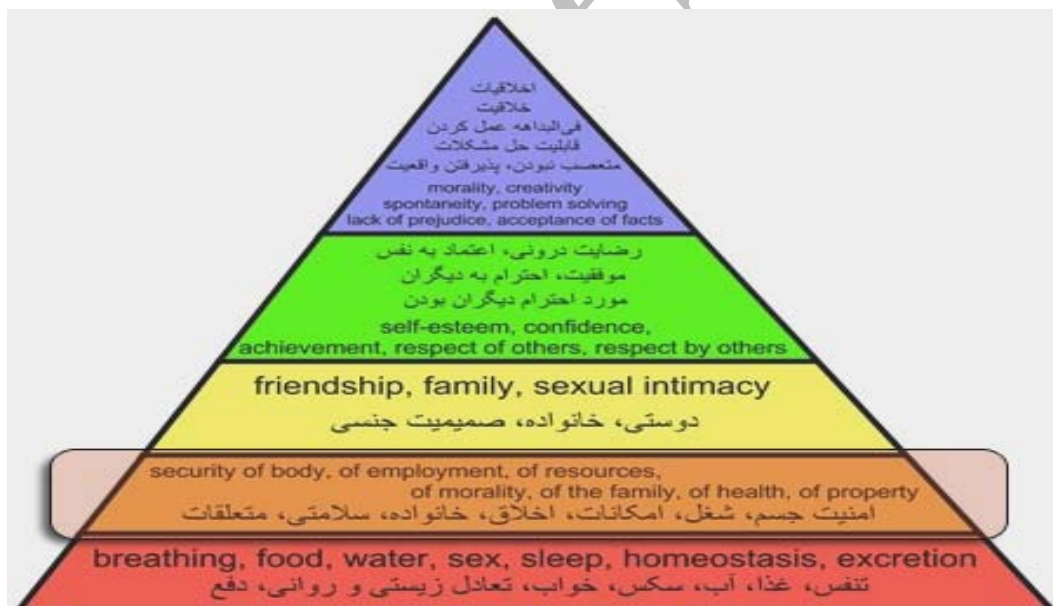 اخلاقیات
خلاقیت
فی‌البداهه عمل کردن
قابلیت حل مشکلات
متعصب نبودن، پذیرفتن واقعیت
morality, creativity
spontaneity, problem solving
lack of prejudice, acceptance of facts
رضایت درونی، اعتماد به نفس
موفقیت، احترام به دیگران
مورد احترام دیگران بودن
self-esteem, confidence,
achievement, respect of others, respect by others
friendship, family, sexual intimacy
دوستی، خانواده، صمیمیت جنسی
security of body, of employment, of resources,
of morality, of the family, of health, of property
امنیت جسم، شغل، امکانات، اخلاق، خانواده، سلامتی، متعلقات
breathing, food, water, sex, sleep, homeostasis, excretion
تنفس، غذا، آب، سکس، خواب، تعادل زیستی و روانی، دفع